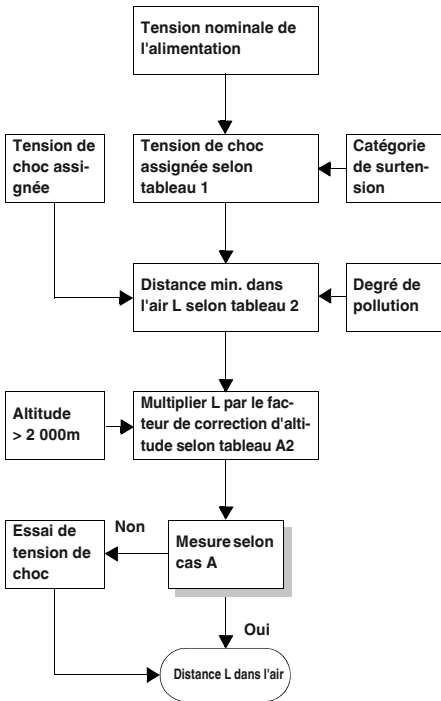 Tension nominale de
l'alimentation
Tension de
choc assi-
gnée
Tension de choc
assignée selon
tableau 1
Catégorie
de surten-
sion
Distance min. dans
l'air L selon tableau 2
Degré de
pollution
Altitude
> 2 000m
Multiplier L par le fac-
teur de correction d'alti-
tude selon tableau A2
Essai de
tension de
choc
Non
Mesure selon
cas A
Oui
Distance L dans l'air